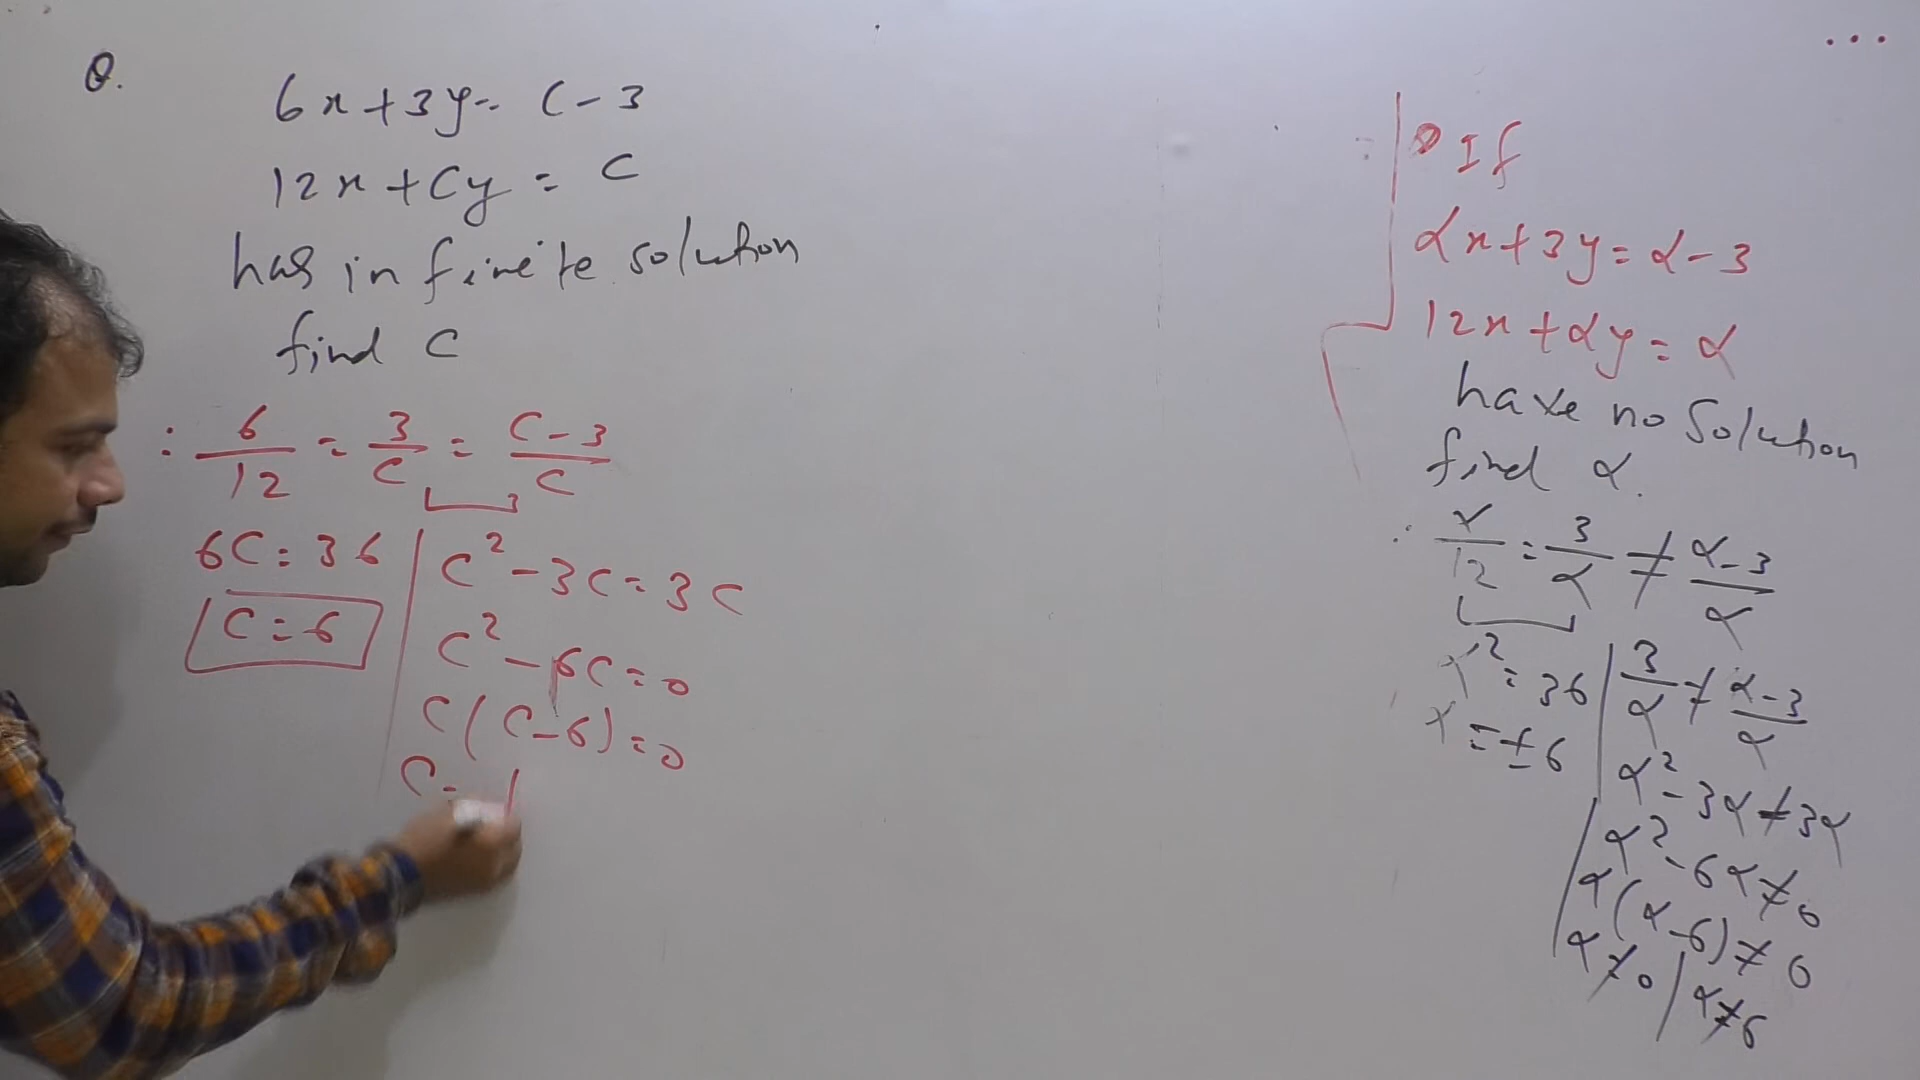 Q.
6x+3y= C-3
12x+Cy = C
has infinite solution
find C
∴ 6/12 = 3/C = C-3/C
6C=36
C=6
C²-3C=3C
C²-6C=0
C(C-6)=0
C=
If
αx+3y=α-3
12x+αy=α
have no Solution
find α.
∴ α/12 = 3/α ≠ α-3/α
α²=36
α=±6
3/α ≠ α-3/α
α²-3α≠3α
α²-6α≠0
α(α-6)≠0
α≠0 | α≠6